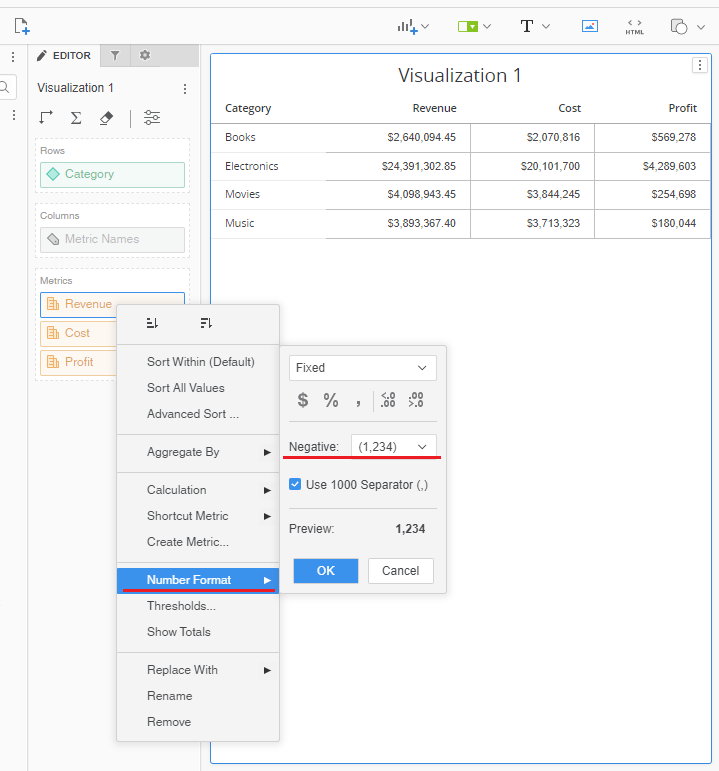 T
HTML
EDITOR
Visualization 1
Rows
Category
Columns
Metric Names
Metrics
Revenue
Cost
Profit
Visualization 1
Category Revenue Cost Profit
Books $2,640,094.45 $2,070,816 $569,278
Electronics $24,391,302.85 $20,101,700 $4,289,603
Movies $4,098,943.45 $3,844,245 $254,698
Music $3,893,367.40 $3,713,323 $180,044
Sort Within (Default)
Sort All Values
Advanced Sort ...
Aggregate By
Calculation
Shortcut Metric
Create Metric...
Number Format
Thresholds...
Show Totals
Replace With
Rename
Remove
Fixed
$ % , .00 .00
Negative: (1,234)
Use 1000 Separator (,)
Preview: 1,234
OK Cancel